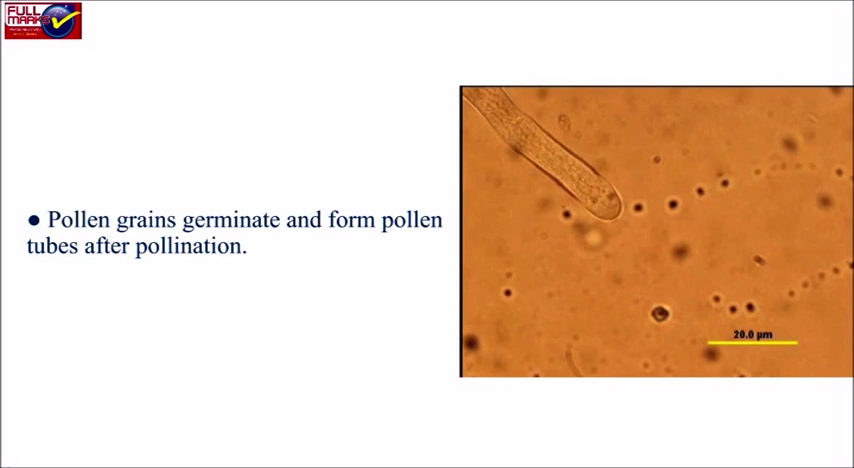 FULL
MARKS
● Pollen grains germinate and form pollen
tubes after pollination.
20.0 µm